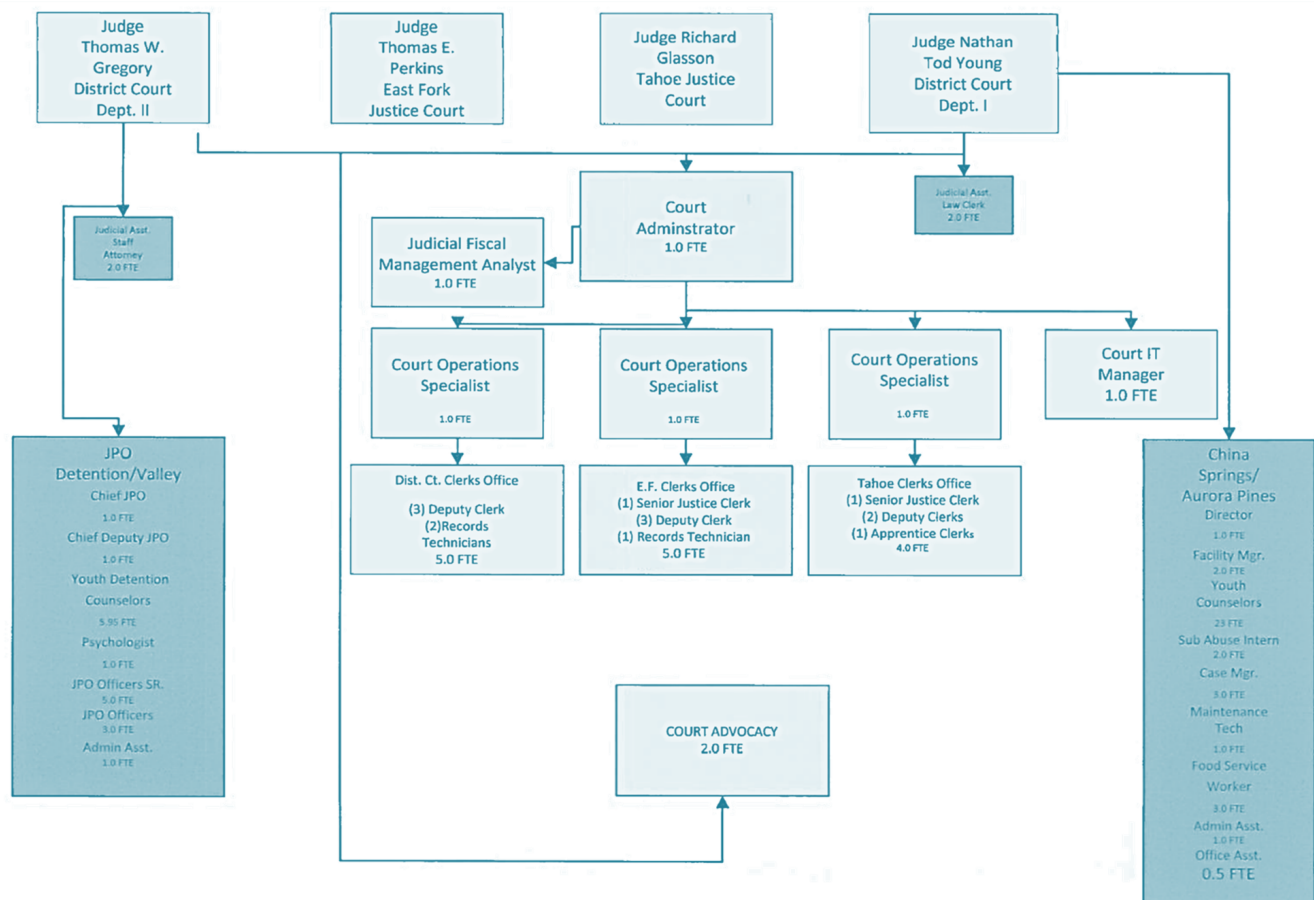 Judge
Thomas W.
Gregory
District Court
Dept. II
Judge
Thomas E.
Perkins
East Fork
Justice Court
Judge Richard
Glasson
Tahoe Justice
Court
Judge Nathan
Tod Young
District Court
Dept. I
Judicial Asst.
Staff
Attorney
2.0 FTE
Judicial Fiscal
Management Analyst
1.0 FTE
Court
Adminstrator
1.0 FTE
Judicial Asst.
Law Clerk
2.0 FTE
Court Operations
Specialist
1.0 FTE
Court Operations
Specialist
1.0 FTE
Court Operations
Specialist
1.0 FTE
Court IT
Manager
1.0 FTE
Dist. Ct. Clerks Office
(3) Deputy Clerk
(2)Records
Technicians
5.0 FTE
E.F. Clerks Office
(1) Senior Justice Clerk
(3) Deputy Clerk
(1) Records Technician
5.0 FTE
Tahoe Clerks Office
(1) Senior Justice Clerk
(2) Deputy Clerks
(1) Apprentice Clerks
4.0 FTE
JPO
Detention/Valley
Chief JPO
1.0 FTE
Chief Deputy JPO
1.0 FTE
Youth Detention
Counselors
5.95 FTE
Psychologist
1.0 FTE
JPO Officers SR.
5.0 FTE
JPO Officers
3.0 FTE
Admin Asst.
1.0 FTE
COURT ADVOCACY
2.0 FTE
China
Springs/
Aurora Pines
Director
1.0 FTE
Facility Mgr.
2.0 FTE
Youth
Counselors
23 FTE
Sub Abuse Intern
2.0 FTE
Case Mgr.
3.0 FTE
Maintenance
Tech
1.0 FTE
Food Service
Worker
3.0 FTE
Admin Asst.
1.0 FTE
Office Asst.
0.5 FTE